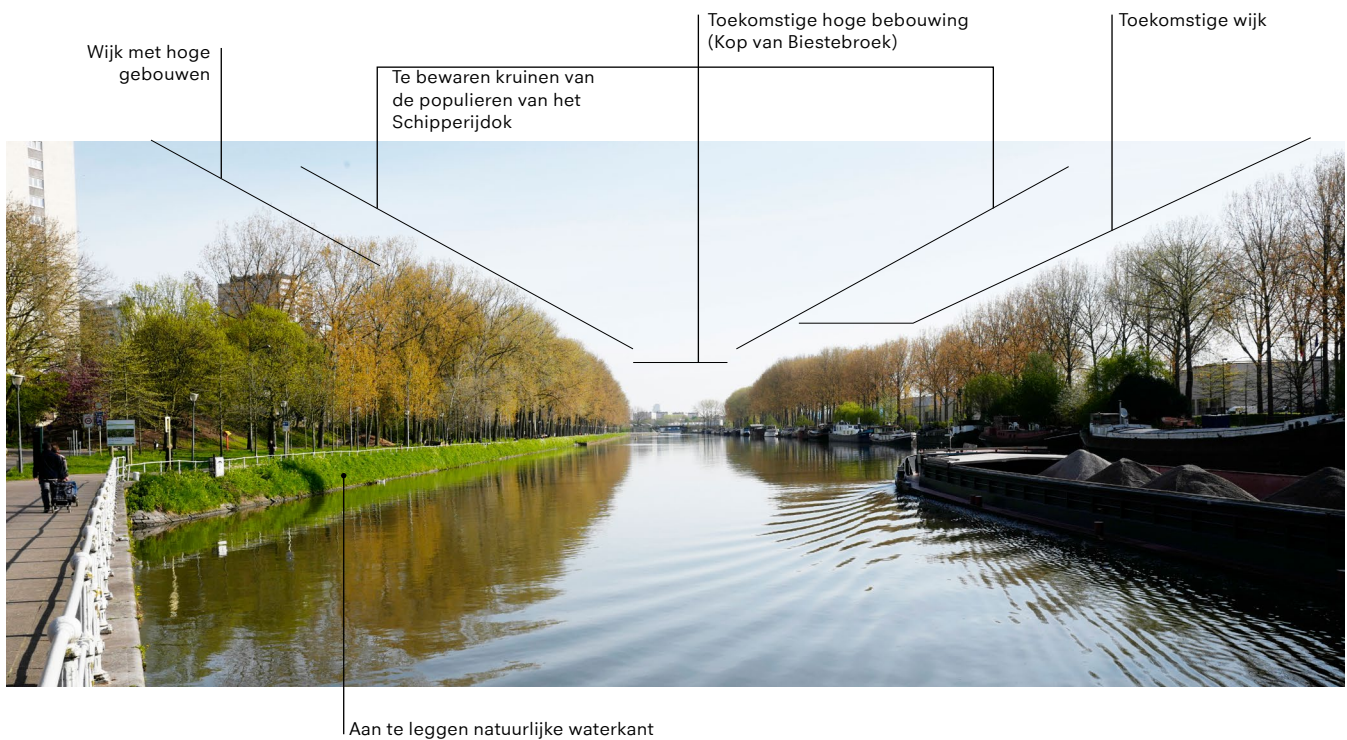 Wijk met hoge
gebouwen
Te bewaren kruinen van
de populieren van het
Schipperijdok
Toekomstige hoge bebouwing
(Kop van Biestebroek)
Toekomstige wijk
Aan te leggen natuurlijke waterkant